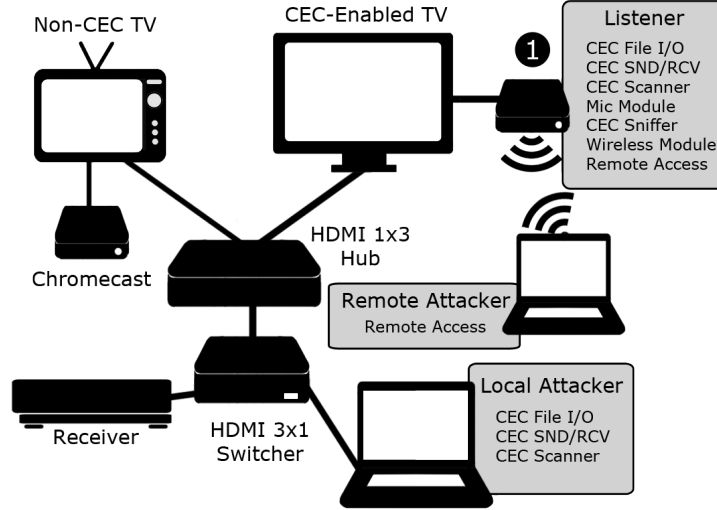 Non-CEC TV
CEC-Enabled TV
1
Listener
CEC File I/O
CEC SND/RCV
CEC Scanner
Mic Module
CEC Sniffer
Wireless Module
Remote Access
Chromecast
HDMI 1x3
Hub
Remote Attacker
Remote Access
Receiver
HDMI 3x1
Switcher
Local Attacker
CEC File I/O
CEC SND/RCV
CEC Scanner